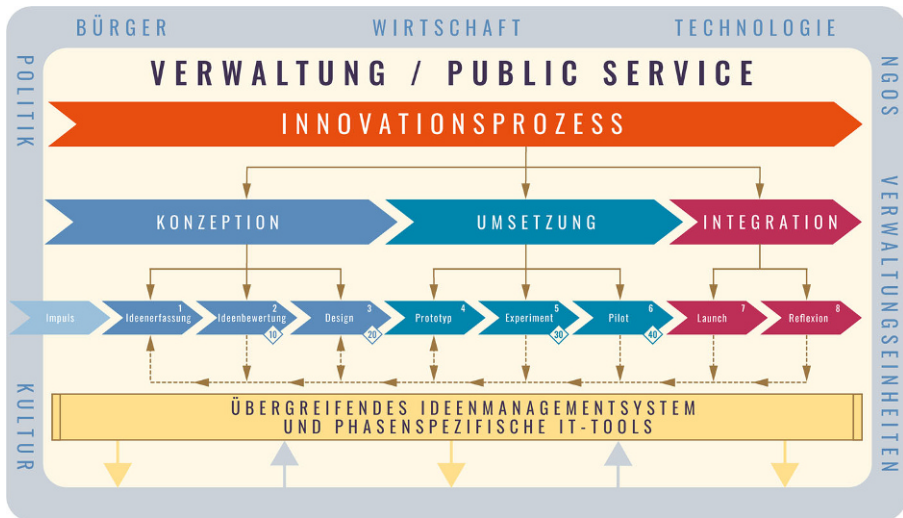 BÜRGER
WIRTSCHAFT
TECHNOLOGIE
POLITIK
KULTUR
NGOS
VERWALTUNGSEINHEITEN
VERWALTUNG / PUBLIC SERVICE
INNOVATIONSPROZESS
KONZEPTION
UMSETZUNG
INTEGRATION
Impuls
Ideenerfassung 1
Ideenbewertung 2
10
Design 3
20
Prototyp 4
Experiment 5
30
Pilot 6
40
Launch 7
Reflexion 8
ÜBERGREIFENDES IDEENMANAGEMENTSYSTEM
UND PHASENSPEZIFISCHE IT-TOOLS